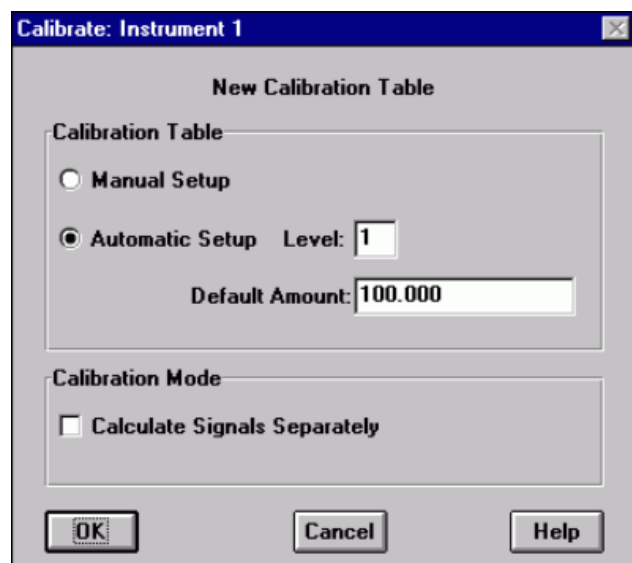 Calibrate: Instrument 1
New Calibration Table
Calibration Table
Manual Setup
Automatic Setup Level: 1
Default Amount: 100.000
Calibration Mode
Calculate Signals Separately
OK Cancel Help